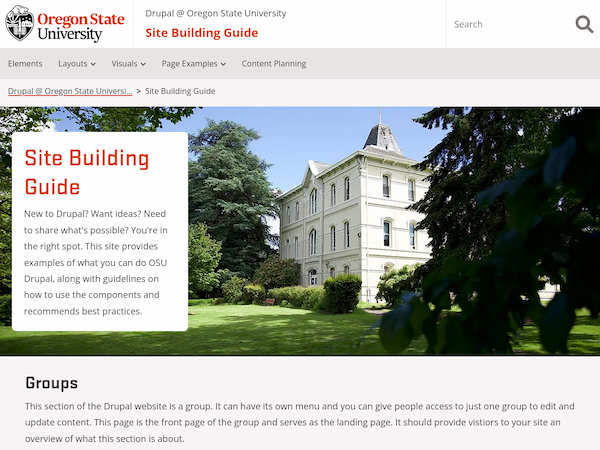 Oregon State
University
Drupal @ Oregon State University
Site Building Guide
Search
Elements Layouts Visuals Page Examples Content Planning
Drupal @ Oregon State Universi... > Site Building Guide
Site Building
Guide
New to Drupal? Want ideas? Need
to share what's possible? You're in
the right spot. This site provides
examples of what you can do OSU
Drupal, along with guidelines on
how to use the components and
recommends best practices.
Groups
This section of the Drupal website is a group. It can have its own menu and you can give people access to just one group to edit and
update content. This page is the front page of the group and serves as the landing page. It should provide vistiors to your site an
overview of what this section is about.